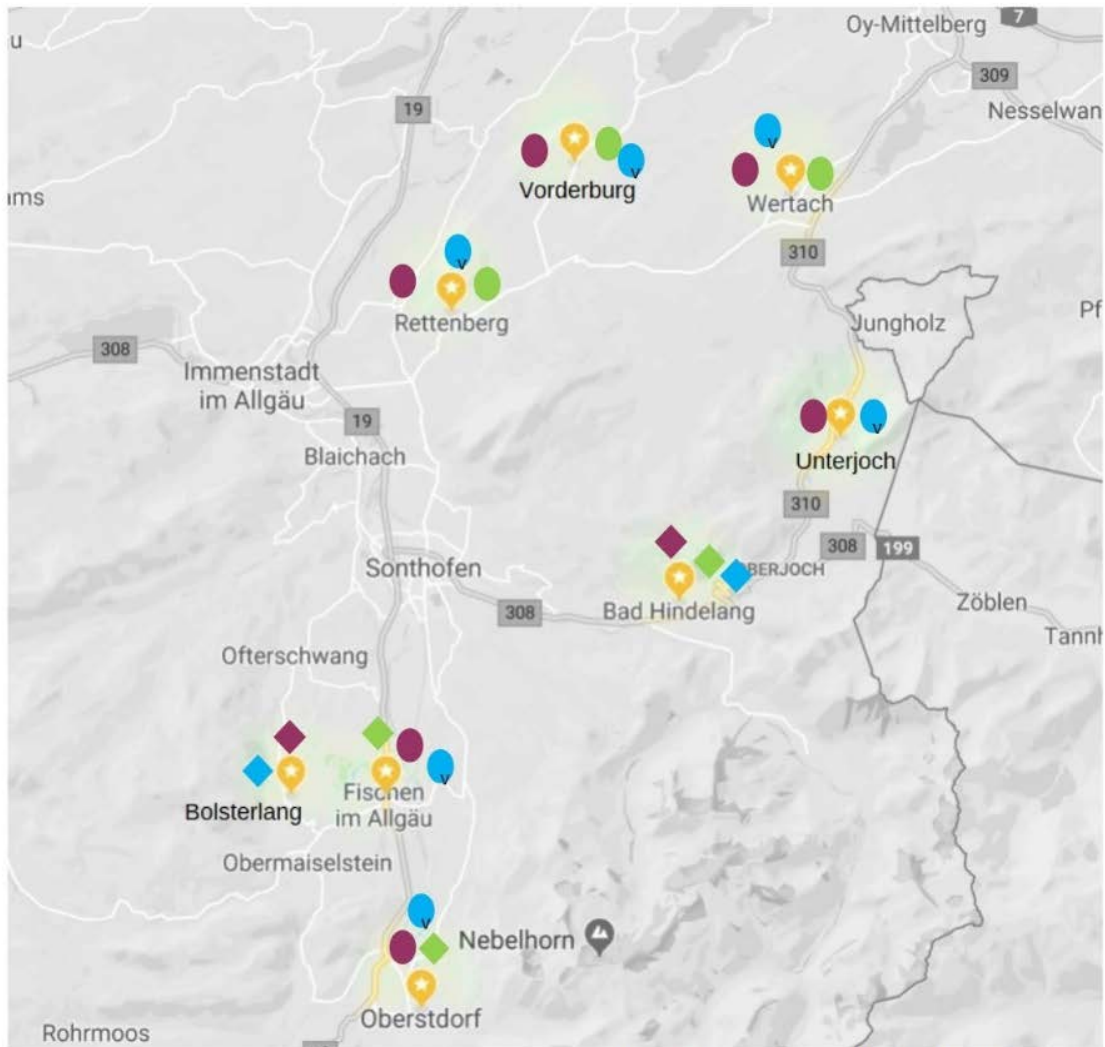 u
Oy-Mittelberg
7
309
19
Nesselwan
v
v
v
Vorderburg
ams
Wertach
v
310
Rettenberg
Jungholz
Pf
308
Immenstadt
im Allgäu
19
v
Blaichach
Unterjoch
310
308
199
Sonthofen
BERJOCH
308
Bad Hindelang
Zöblen
Tannh
Ofterschwang
v
Fischen
im Allgäu
Bolsterlang
Obermaiselstein
v
Nebelhorn
Oberstdorf
Rohrmoos